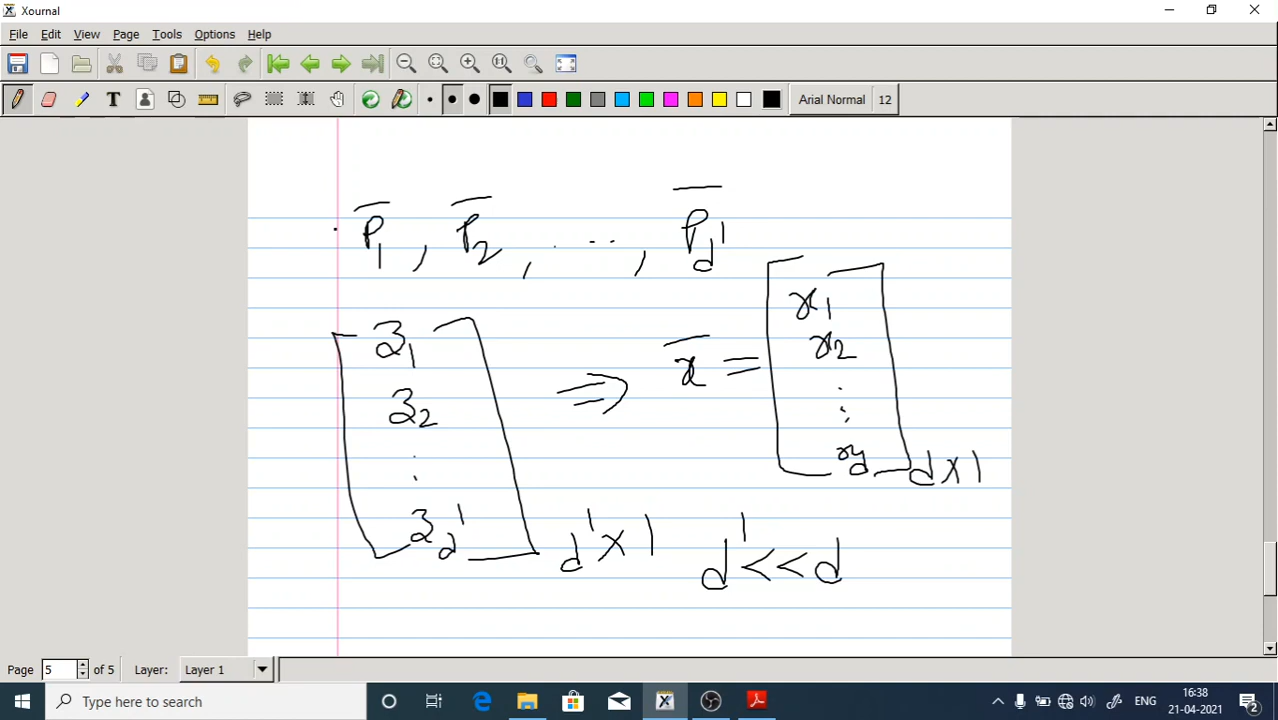 Xournal
File Edit View Page Tools Options Help
T Arial Normal 12
P̅₁ , P̅₂ , ... , P̅d'
z₁
z₂
⋮
zd' d'×1
⇒ x̅ =
x₁
x₂
⋮
xd d×1
d' << d
Page 5 of 5 Layer: Layer 1
Type here to search
ENG 16:38 21-04-2021 2